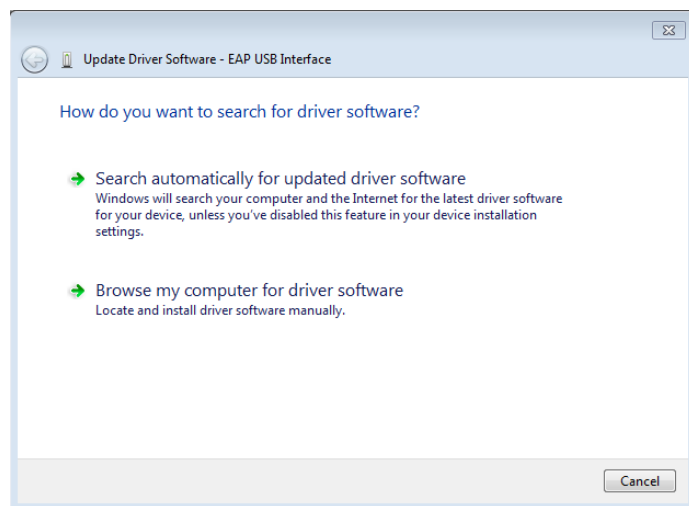 Update Driver Software - EAP USB Interface
How do you want to search for driver software?
Search automatically for updated driver software
Windows will search your computer and the Internet for the latest driver software
for your device, unless you've disabled this feature in your device installation
settings.
Browse my computer for driver software
Locate and install driver software manually.
Cancel